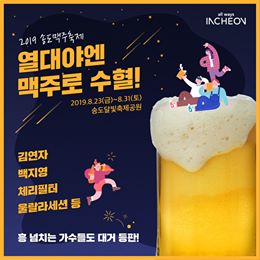 all ways
INCHEON
2019 송도맥주축제
열대야엔
맥주로 수혈!
2019.8.23(금)~8.31(토)
송도달빛축제공원
김연자
백지영
체리필터
울랄라세션 등
흥 넘치는 가수들도 대거 등판!